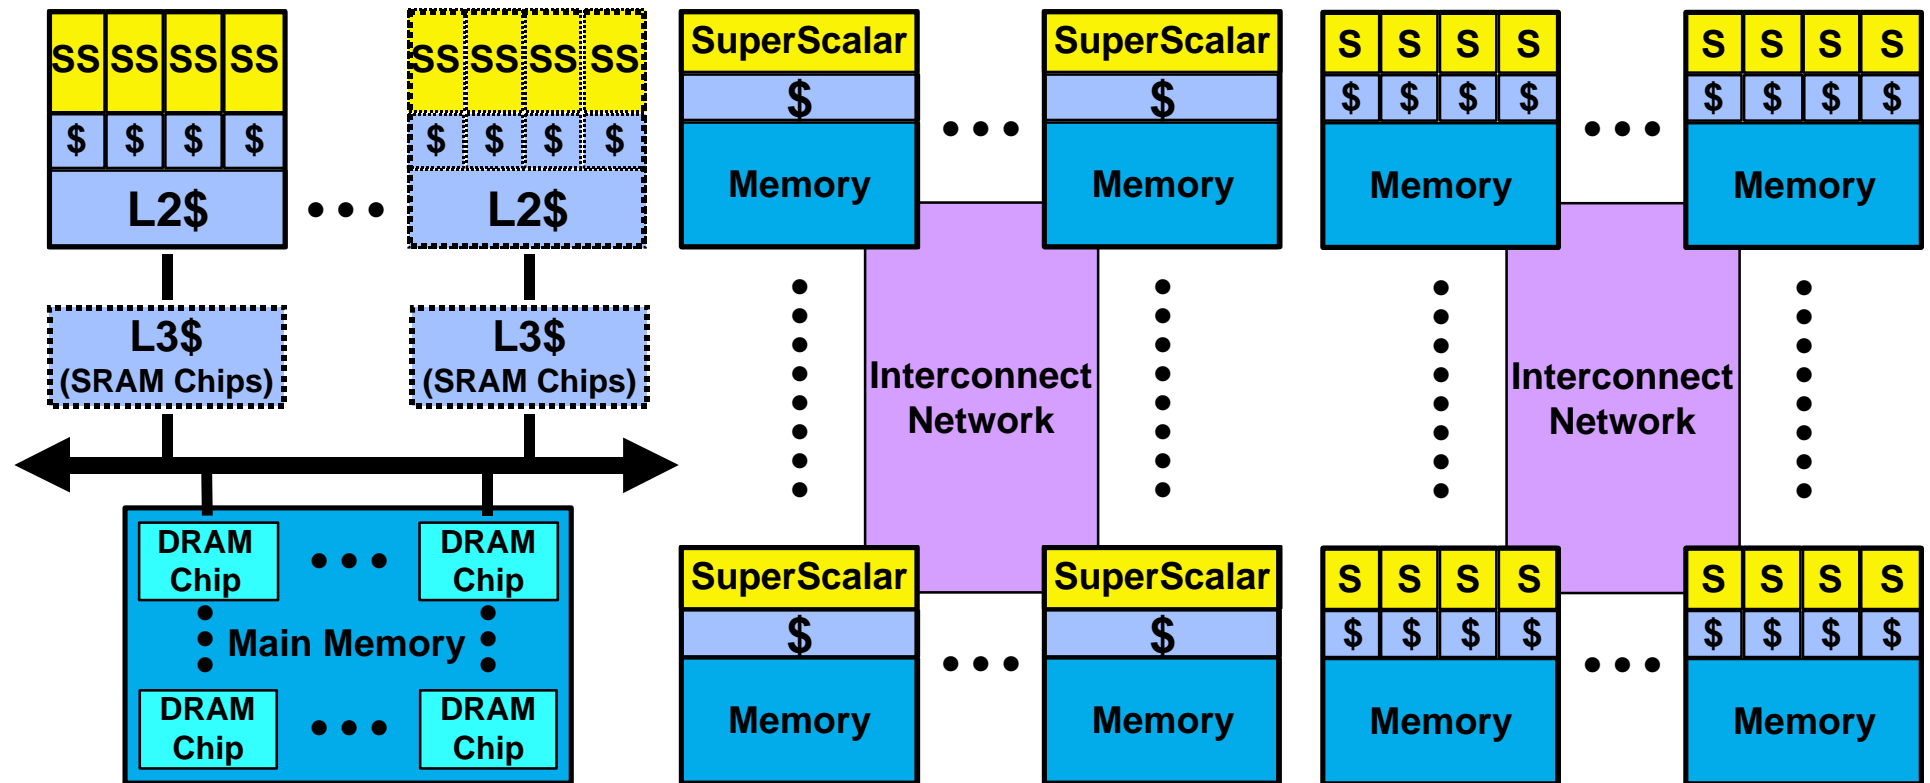 SS SS SS SS
$ $ $ $
L2$
SS SS SS SS
$ $ $ $
L2$
L3$
(SRAM Chips)
L3$
(SRAM Chips)
DRAM
Chip
DRAM
Chip
Main Memory
DRAM
Chip
DRAM
Chip
SuperScalar
$
Memory
SuperScalar
$
Memory
Interconnect
Network
SuperScalar
$
Memory
SuperScalar
$
Memory
S S S S
$ $ $ $
Memory
S S S S
$ $ $ $
Memory
Interconnect
Network
S S S S
$ $ $ $
Memory
S S S S
$ $ $ $
Memory